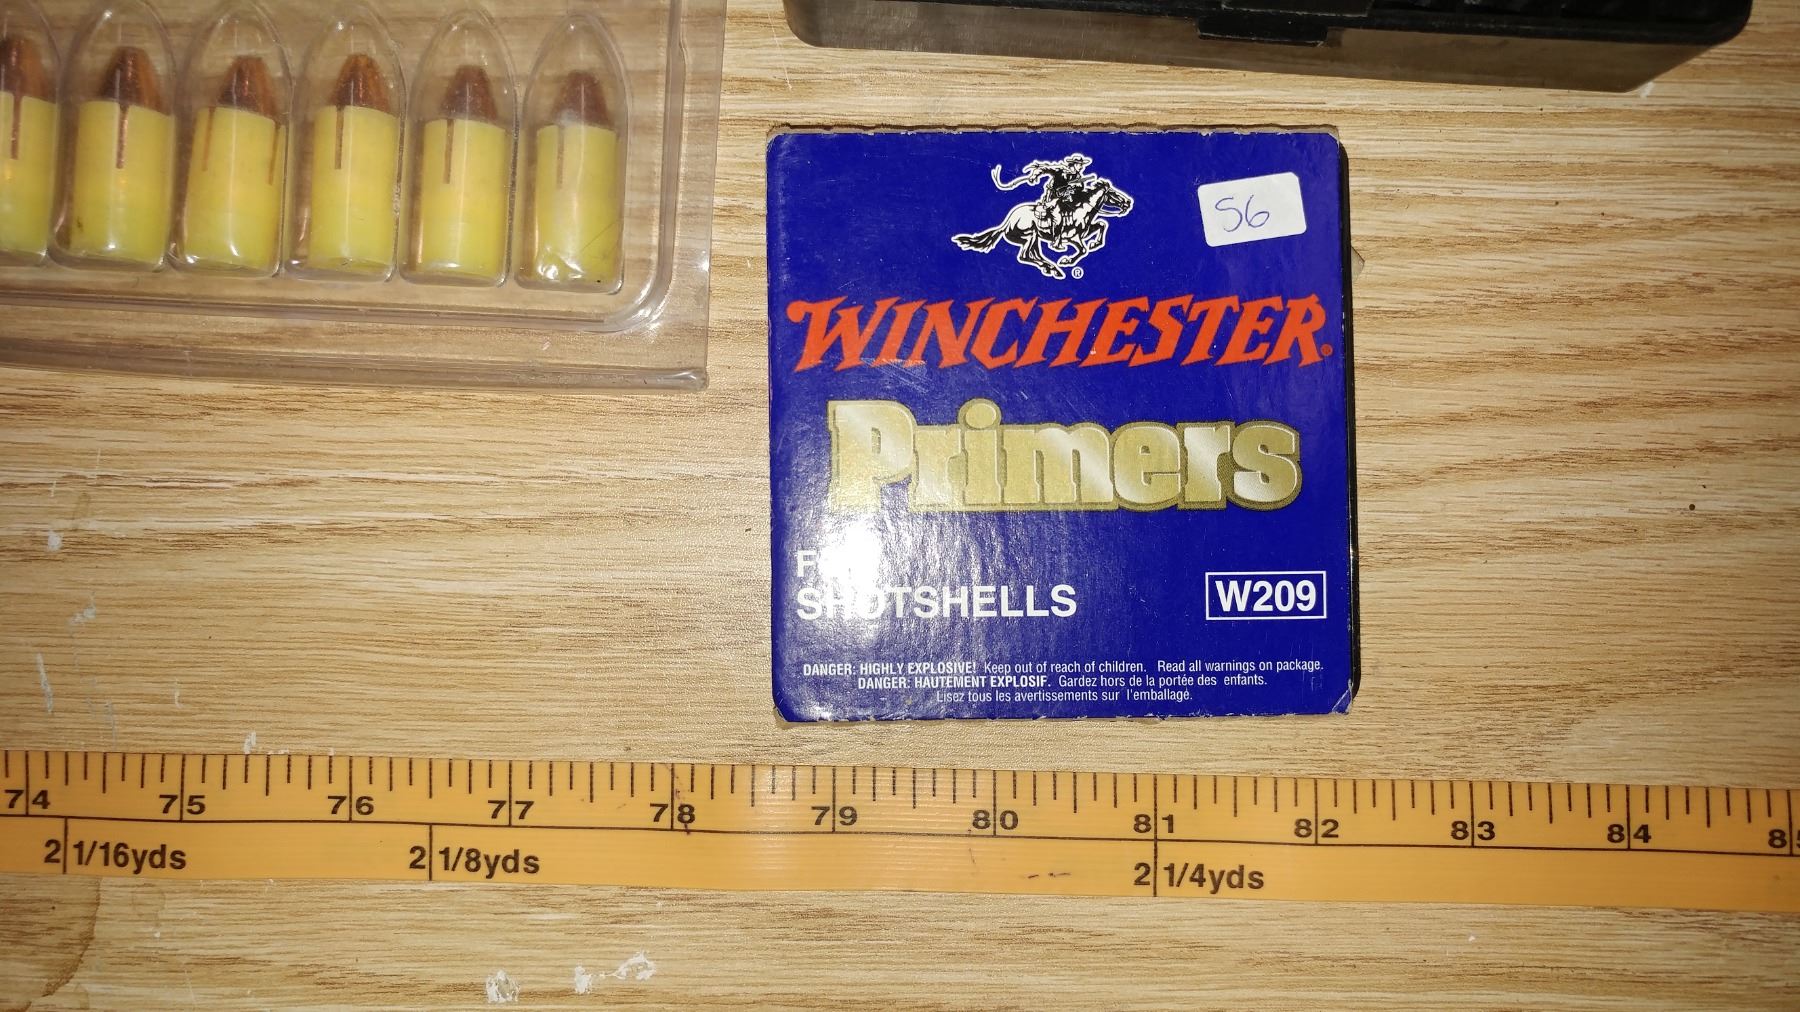 56
®
WINCHESTER®
Primers
FOR
SHOTSHELLS
W209
DANGER: HIGHLY EXPLOSIVE! Keep out of reach of children. Read all warnings on package.
DANGER: HAUTEMENT EXPLOSIF. Gardez hors de la portée des enfants.
Lisez tous les avertissements sur l'emballage.
74 75 76 77 78 79 80 81 82 83 84 85
2 1/16yds 2 1/8yds 2 1/4yds